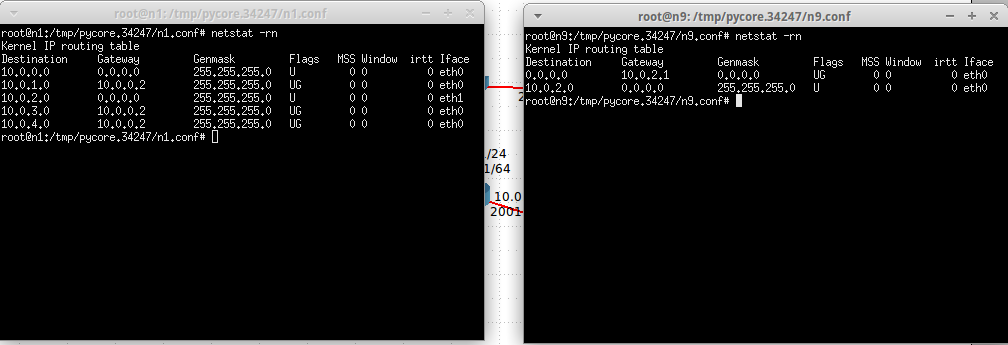 root@n1: /tmp/pycore.34247/n1.conf
root@n1:/tmp/pycore.34247/n1.conf# netstat -rn
Kernel IP routing table
Destination Gateway Genmask Flags MSS Window irtt Iface
10.0.0.0 0.0.0.0 255.255.255.0 U 0 0 0 eth0
10.0.1.0 10.0.0.2 255.255.255.0 UG 0 0 0 eth0
10.0.2.0 0.0.0.0 255.255.255.0 U 0 0 0 eth1
10.0.3.0 10.0.0.2 255.255.255.0 UG 0 0 0 eth0
10.0.4.0 10.0.0.2 255.255.255.0 UG 0 0 0 eth0
root@n1:/tmp/pycore.34247/n1.conf#
2
1/24
1/64
10.0
2001
root@n9: /tmp/pycore.34247/n9.conf
root@n9:/tmp/pycore.34247/n9.conf# netstat -rn
Kernel IP routing table
Destination Gateway Genmask Flags MSS Window irtt Iface
0.0.0.0 10.0.2.1 0.0.0.0 UG 0 0 0 eth0
10.0.2.0 0.0.0.0 255.255.255.0 U 0 0 0 eth0
root@n9:/tmp/pycore.34247/n9.conf#